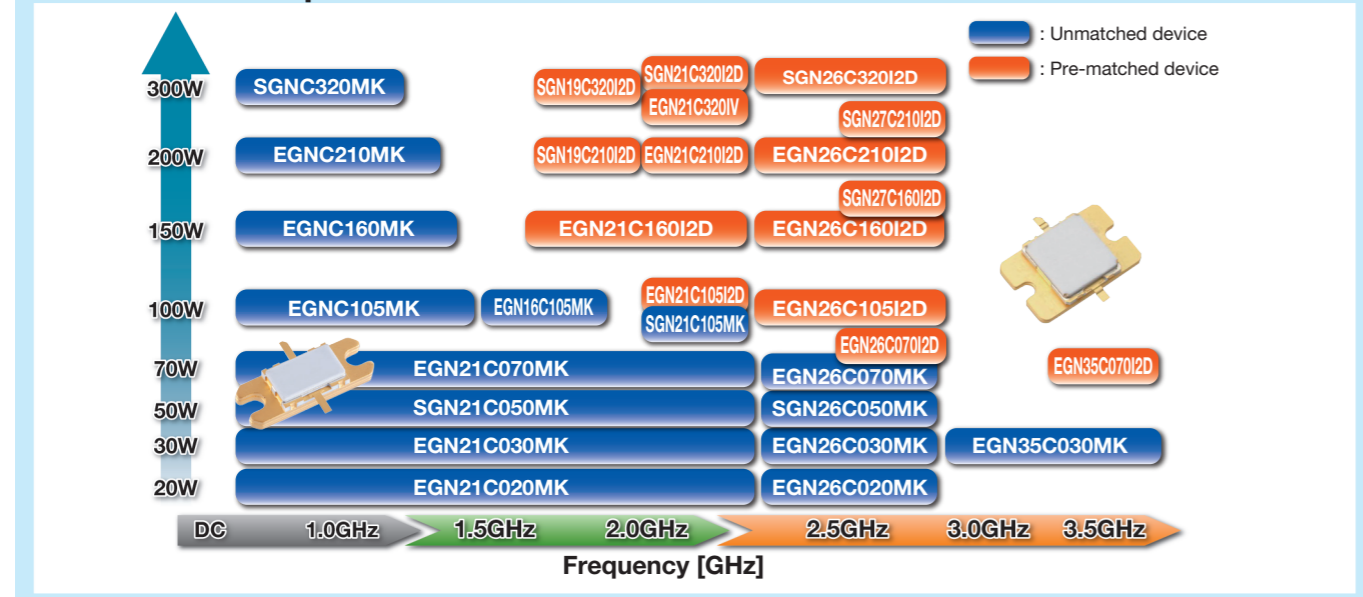 : Unmatched device
: Pre-matched device
300W
SGNC320MK
SGN19C320I2D
SGN21C320I2D
EGN21C320IV
SGN26C320I2D
SGN27C210I2D
200W
EGNC210MK
SGN19C210I2D
EGN21C210I2D
EGN26C210I2D
SGN27C160I2D
150W
EGNC160MK
EGN21C160I2D
EGN26C160I2D
100W
EGNC105MK
EGN16C105MK
EGN21C105I2D
SGN21C105MK
EGN26C105I2D
EGN26C070I2D
70W
EGN21C070MK
EGN26C070MK
EGN35C070I2D
50W
SGN21C050MK
SGN26C050MK
30W
EGN21C030MK
EGN26C030MK
EGN35C030MK
20W
EGN21C020MK
EGN26C020MK
DC 1.0GHz 1.5GHz 2.0GHz 2.5GHz 3.0GHz 3.5GHz
Frequency [GHz]